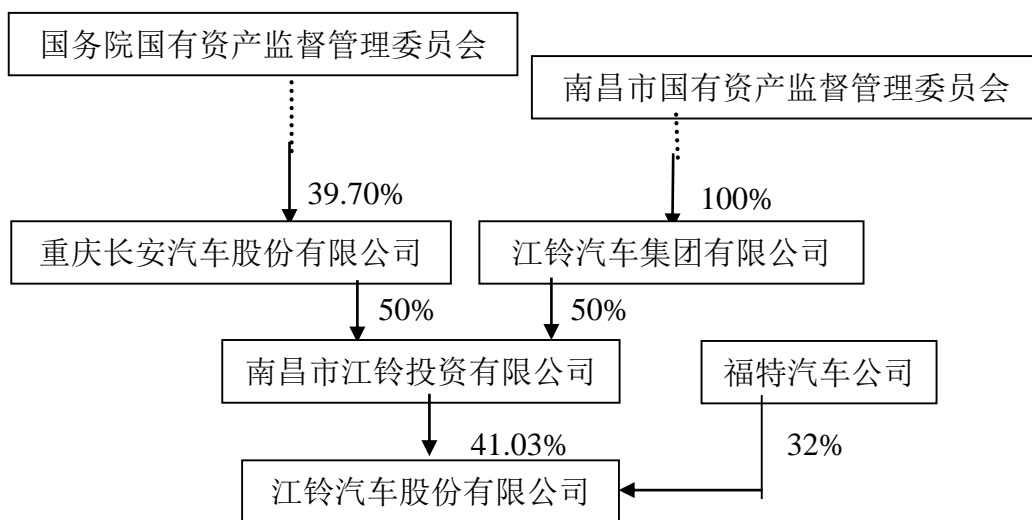 国务院国有资产监督管理委员会
南昌市国有资产监督管理委员会
39.70%
100%
重庆长安汽车股份有限公司
江铃汽车集团有限公司
50%
50%
南昌市江铃投资有限公司
福特汽车公司
41.03%
32%
江铃汽车股份有限公司